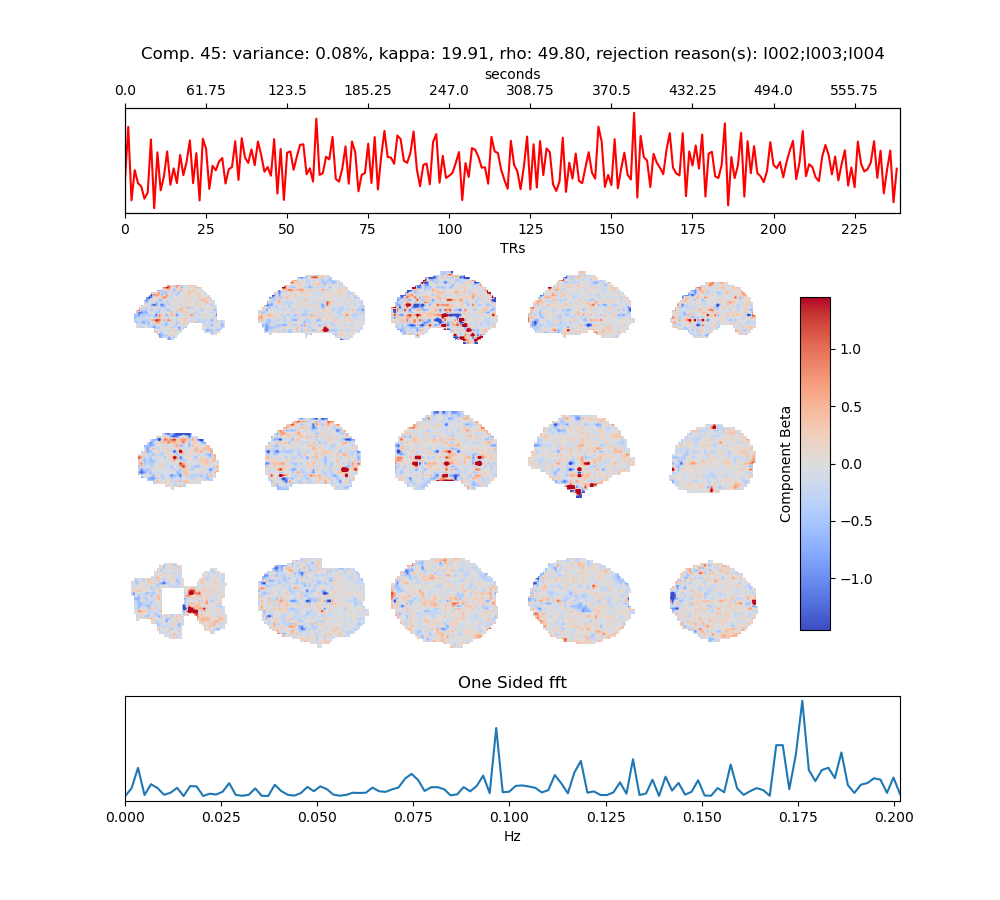 Comp. 45: variance: 0.08%, kappa: 19.91, rho: 49.80, rejection reason(s): I002;I003;I004
seconds
0.0 61.75 123.5 185.25 247.0 308.75 370.5 432.25 494.0 555.75
0 25 50 75 100 125 150 175 200 225
TRs
1.0
0.5
0.0
−0.5
−1.0
Component Beta
One Sided fft
0.000 0.025 0.050 0.075 0.100 0.125 0.150 0.175 0.200
Hz